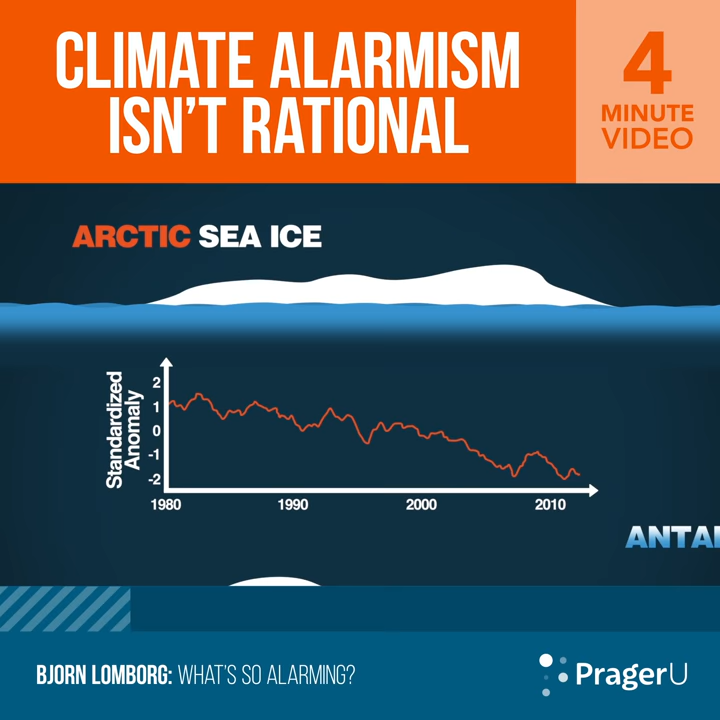 CLIMATE ALARMISM
ISN'T RATIONAL
4
MINUTE
VIDEO
ARCTIC SEA ICE
Standardized
Anomaly
2
1
0
-1
-2
1980 1990 2000 2010
ANTA
BJORN LOMBORG: WHAT'S SO ALARMING?
PragerU